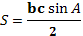 S = bc sin A / 2